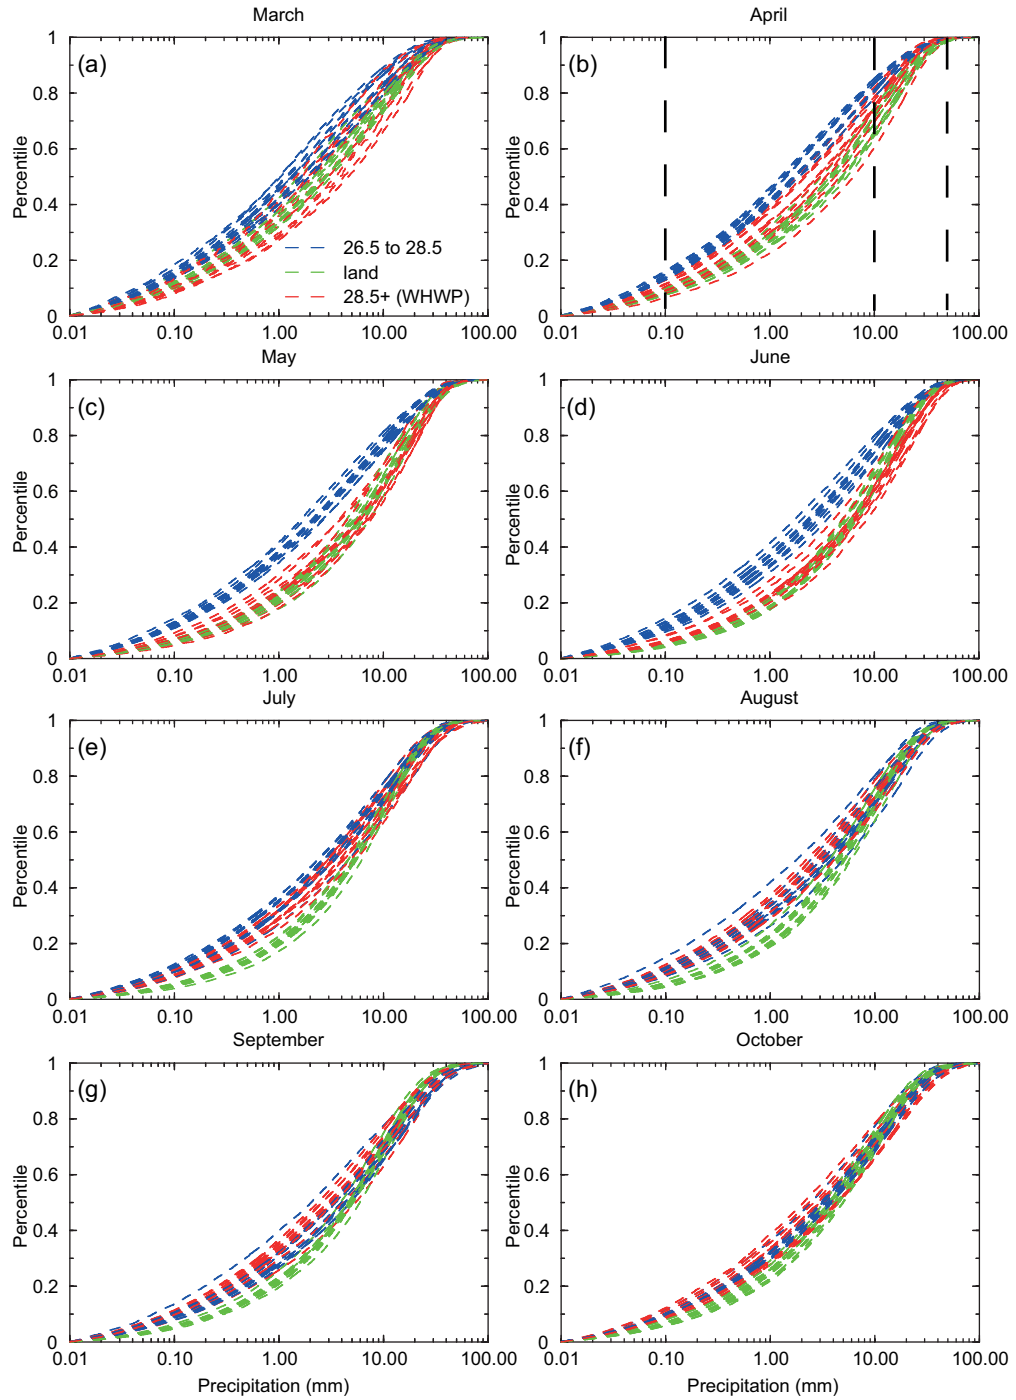 March
April
1
0.8
0.6
0.4
0.2
0
Percentile
(a)
26.5 to 28.5
land
28.5+ (WHWP)
0.01 0.10 1.00 10.00 100.00
1
0.8
0.6
0.4
0.2
0
Percentile
(b)
0.01 0.10 1.00 10.00 100.00
May
June
1
0.8
0.6
0.4
0.2
0
Percentile
(c)
0.01 0.10 1.00 10.00 100.00
1
0.8
0.6
0.4
0.2
0
Percentile
(d)
0.01 0.10 1.00 10.00 100.00
July
August
1
0.8
0.6
0.4
0.2
0
Percentile
(e)
0.01 0.10 1.00 10.00 100.00
1
0.8
0.6
0.4
0.2
0
Percentile
(f)
0.01 0.10 1.00 10.00 100.00
September
October
1
0.8
0.6
0.4
0.2
0
Percentile
(g)
0.01 0.10 1.00 10.00 100.00
Precipitation (mm)
1
0.8
0.6
0.4
0.2
0
Percentile
(h)
0.01 0.10 1.00 10.00 100.00
Precipitation (mm)